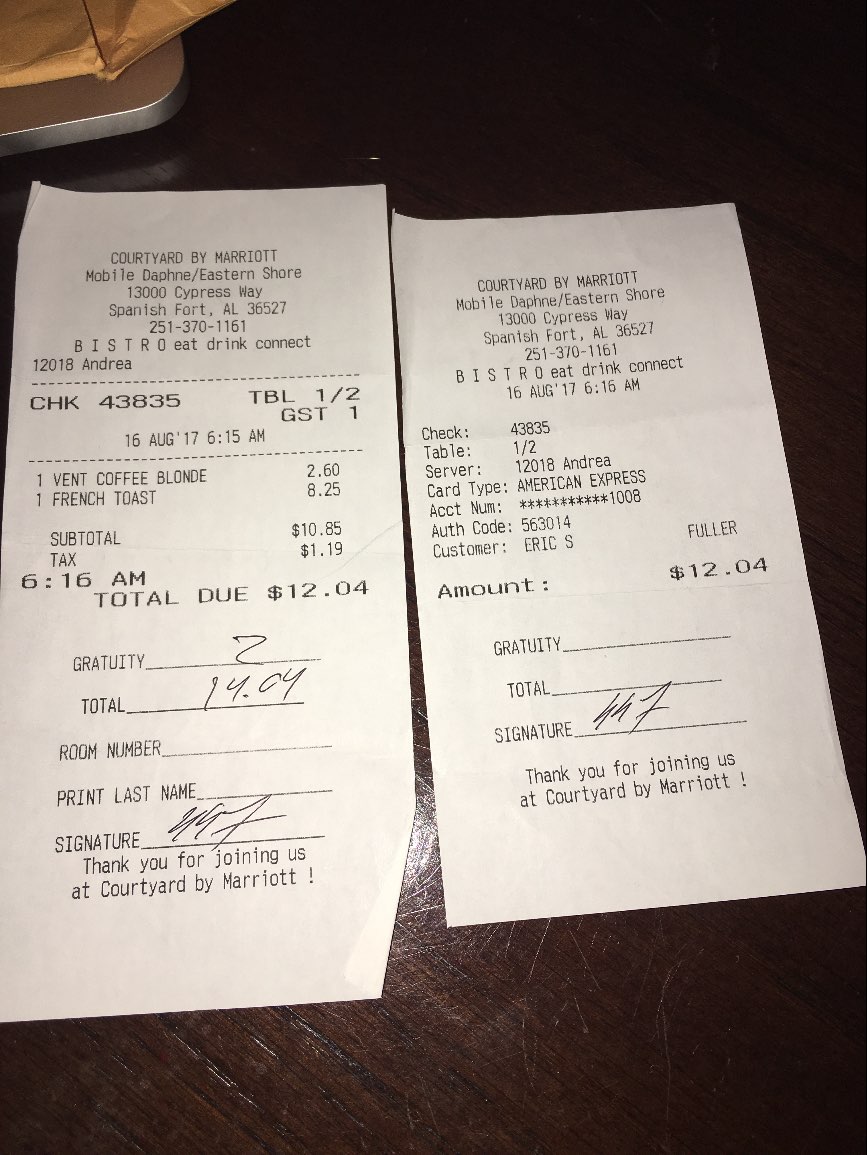 COURTYARD BY MARRIOTT
Mobile Daphne/Eastern Shore
13000 Cypress Way
Spanish Fort, AL 36527
251-370-1161
B I S T R O eat drink connect
12018 Andrea
CHK 43835 TBL 1/2
GST 1
16 AUG'17 6:15 AM
1 VENT COFFEE BLONDE 2.60
1 FRENCH TOAST 8.25
SUBTOTAL $10.85
TAX $1.19
6:16 AM
TOTAL DUE $12.04
GRATUITY 2
TOTAL 14.04
ROOM NUMBER
PRINT LAST NAME
SIGNATURE
Thank you for joining us
at Courtyard by Marriott !
COURTYARD BY MARRIOTT
Mobile Daphne/Eastern Shore
13000 Cypress Way
Spanish Fort, AL 36527
251-370-1161
B I S T R O eat drink connect
16 AUG'17 6:16 AM
Check: 43835
Table: 1/2
Server: 12018 Andrea
Card Type: AMERICAN EXPRESS
Acct Num: ***********1008
Auth Code: 563014
Customer: ERIC S FULLER
Amount: $12.04
GRATUITY
TOTAL
SIGNATURE
Thank you for joining us
at Courtyard by Marriott !